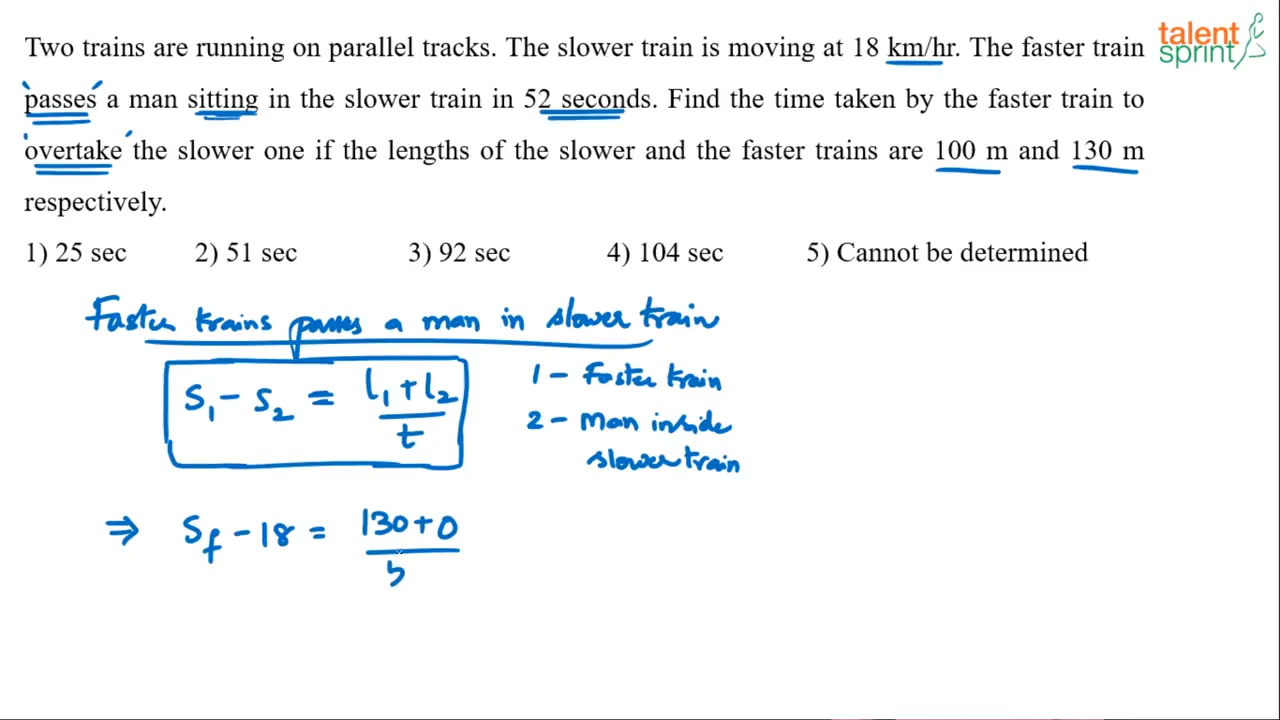 talent
sprint
Two trains are running on parallel tracks. The slower train is moving at 18 km/hr. The faster train
passes a man sitting in the slower train in 52 seconds. Find the time taken by the faster train to
overtake the slower one if the lengths of the slower and the faster trains are 100 m and 130 m
respectively.
1) 25 sec 2) 51 sec 3) 92 sec 4) 104 sec 5) Cannot be determined
Faster trains passes a man in slower train
S₁ - S₂ = l₁ + l₂ / t
1 - Faster train
2 - Man inside
slower train
⇒ Sf - 18 = 130 + 0 / 5